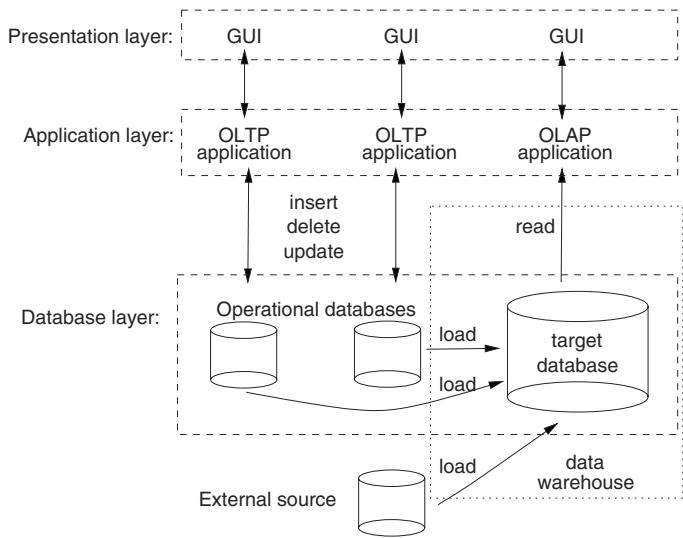 Presentation layer:
GUI
GUI
GUI
Application layer:
OLTP
application
OLTP
application
OLAP
application
insert
delete
update
read
Database layer:
Operational databases
load
load
target
database
load
data
warehouse
External source